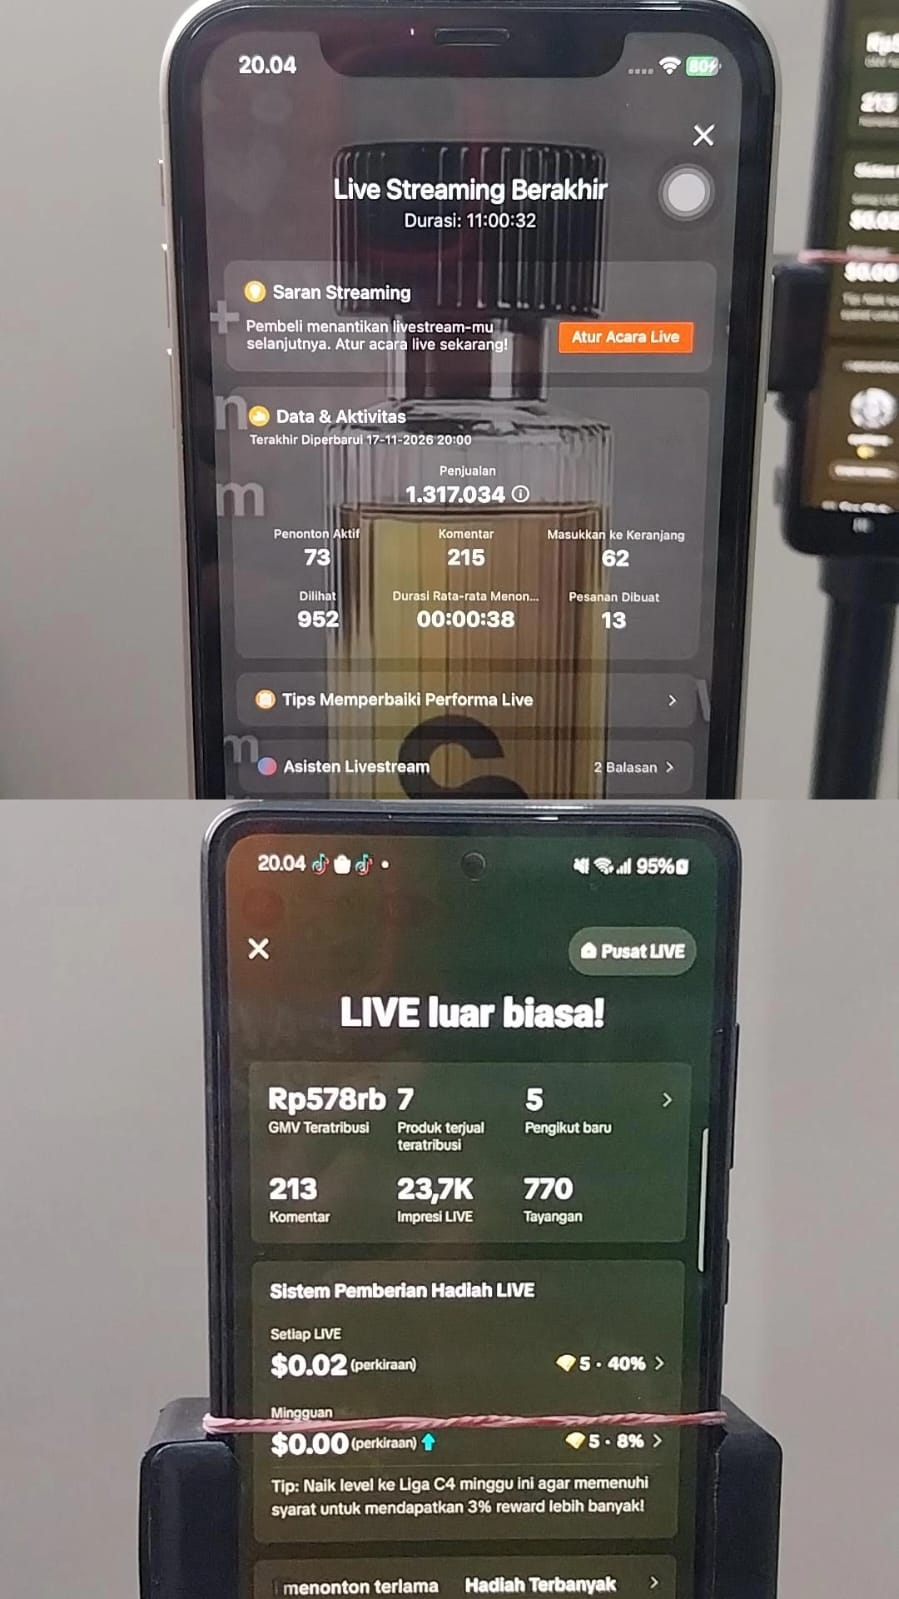 20.04
80
Live Streaming Berakhir
Durasi: 11:00:32
Saran Streaming
Pembeli menantikan livestream-mu
selanjutnya. Atur acara live sekarang!
Atur Acara Live
Data & Aktivitas
Terakhir Diperbarui 17-11-2026 20:00
Penjualan
1.317.034
Penonton Aktif
73
Komentar
215
Masukkan ke Keranjang
62
Dilihat
952
Durasi Rata-rata Menon...
00:00:38
Pesanan Dibuat
13
Tips Memperbaiki Performa Live
Asisten Livestream
2 Balasan
213
$0.02
$0.00
20.04
95%
Pusat LIVE
LIVE luar biasa!
Rp578rb
GMV Teratribusi
7
Produk terjual
teratribusi
5
Pengikut baru
213
Komentar
23,7K
Impresi LIVE
770
Tayangan
Sistem Pemberian Hadiah LIVE
Setiap LIVE
$0.02 (perkiraan)
5 · 40%
Mingguan
$0.00 (perkiraan)
5 · 8%
Tip: Naik level ke Liga C4 minggu ini agar memenuhi
syarat untuk mendapatkan 3% reward lebih banyak!
menonton terlama
Hadiah Terbanyak